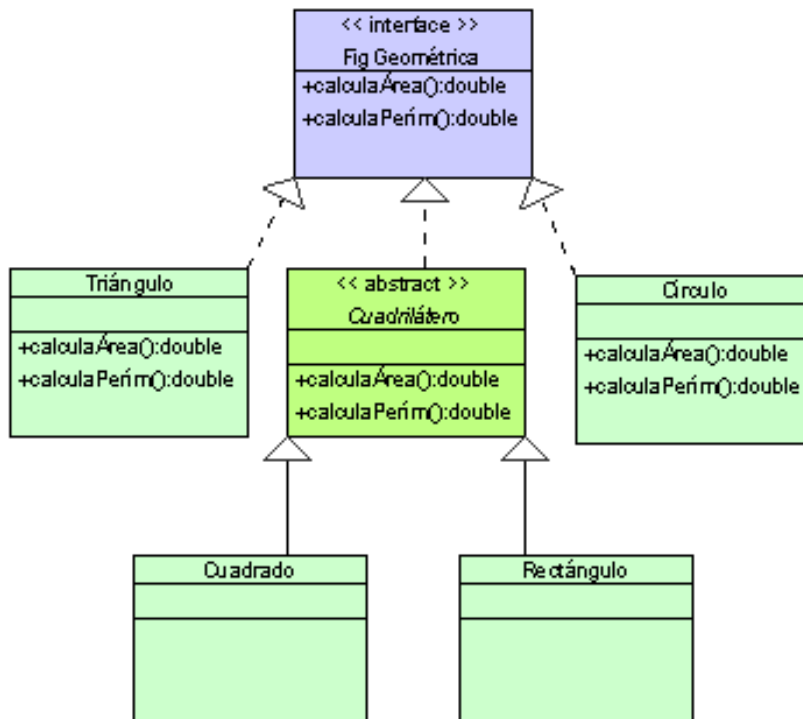 << interface >>
Fig Geométrica
+calculaÁrea():double
+calculaPerím():double
Triángulo
+calculaÁrea():double
+calculaPerím():double
<< abstract >>
Cuadrilátero
+calculaÁrea():double
+calculaPerím():double
Círculo
+calculaÁrea():double
+calculaPerím():double
Cuadrado
Rectángulo